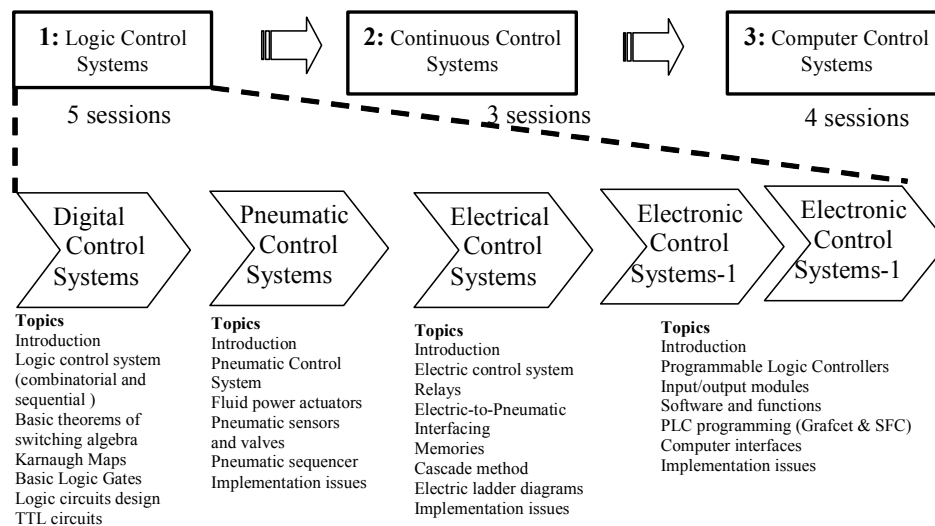 1: Logic Control
Systems
2: Continuous Control
Systems
3: Computer Control
Systems
5 sessions
3 sessions
4 sessions
Digital
Control
Systems
Pneumatic
Control
Systems
Electrical
Control
Systems
Electronic
Control
Systems-1
Electronic
Control
Systems-1
Topics
Introduction
Logic control system
(combinatorial and
sequential )
Basic theorems of
switching algebra
Karnaugh Maps
Basic Logic Gates
Logic circuits design
TTL circuits
Topics
Introduction
Pneumatic Control
System
Fluid power actuators
Pneumatic sensors
and valves
Pneumatic sequencer
Implementation issues
Topics
Introduction
Electric control system
Relays
Electric-to-Pneumatic
Interfacing
Memories
Cascade method
Electric ladder diagrams
Implementation issues
Topics
Introduction
Programmable Logic Controllers
Input/output modules
Software and functions
PLC programming (Grafcet & SFC)
Computer interfaces
Implementation issues